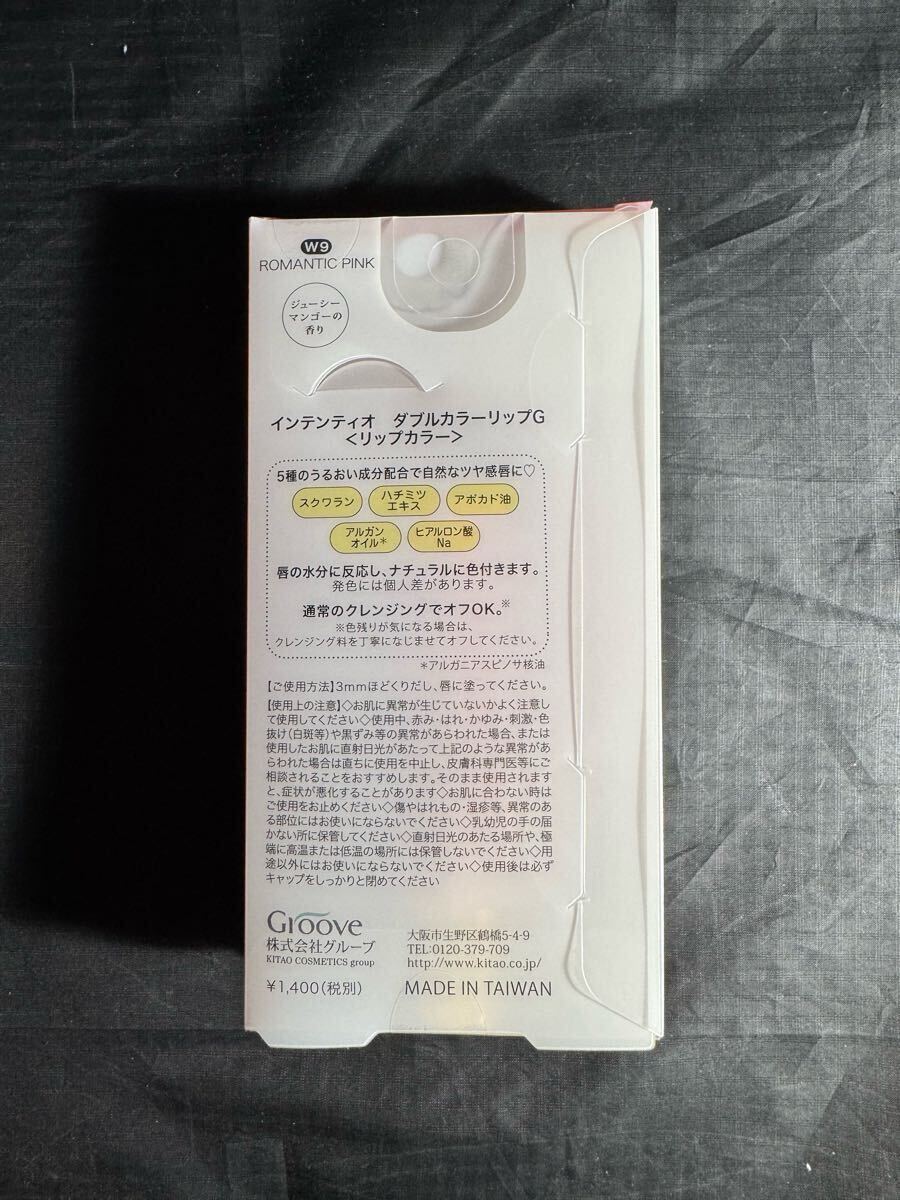 W9
ROMANTIC PINK
ジューシー
マンゴーの
香り
インテンティオ ダブルカラーリップG
<リップカラー>
5種のうるおい成分配合で自然なツヤ感唇に♡
スクワラン
ハチミツ
エキス
アボカド油
アルガン
オイル*
ヒアルロン酸
Na
唇の水分に反応し、ナチュラルに色付きます。
発色には個人差があります。
通常のクレンジングでオフOK。※
※色残りが気になる場合は、
クレンジング料を丁寧になじませてオフしてください。
*アルガニアスピノサ核油
【ご使用方法】3mmほどくりだし、唇に塗ってください。
【使用上の注意】◇お肌に異常が生じていないかよく注意し
て使用してください◇使用中、赤み・はれ・かゆみ・刺激・色
抜け(白斑等)や黒ずみ等の異常があらわれた場合、または
使用したお肌に直射日光があたって上記のような異常があ
らわれた場合は直ちに使用を中止し、皮膚科専門医等にご
相談されることをおすすめします。そのまま使用されます
と、症状が悪化することがあります◇お肌に合わない時は
ご使用をお止めください◇傷やはれもの・湿疹等、異常のあ
る部位にはお使いにならないでください◇乳幼児の手の届
かない所に保管してください◇直射日光のあたる場所や、極
端に高温または低温の場所には保管しないでください◇用
途以外にはお使いにならないでください◇使用後は必ず
キャップをしっかりと閉めてください
Groove
株式会社グルーブ
KITAO COSMETICS group
大阪市生野区鶴橋5-4-9
TEL:0120-379-709
http://www.kitao.co.jp/
¥1,400(税別)
MADE IN TAIWAN